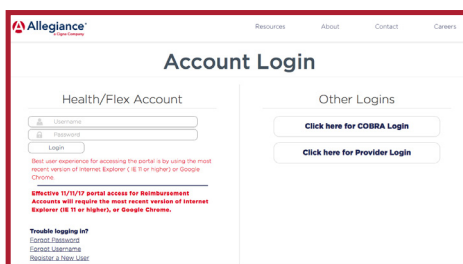 Allegiance
a Cigna Company
Resources About Contact Careers
Account Login
Health/Flex Account
Username
Password
Login
Best user experience for accessing the portal is by using the most
recent version of Internet Explorer ( IE 11 or higher) or Google
Chrome.
Effective 11/11/17 portal access for Reimbursement
Accounts will require the most recent version of Internet
Explorer (IE 11 or higher), or Google Chrome.
Trouble logging in?
Forgot Password
Forgot Username
Register a New User
Other Logins
Click here for COBRA Login
Click here for Provider Login